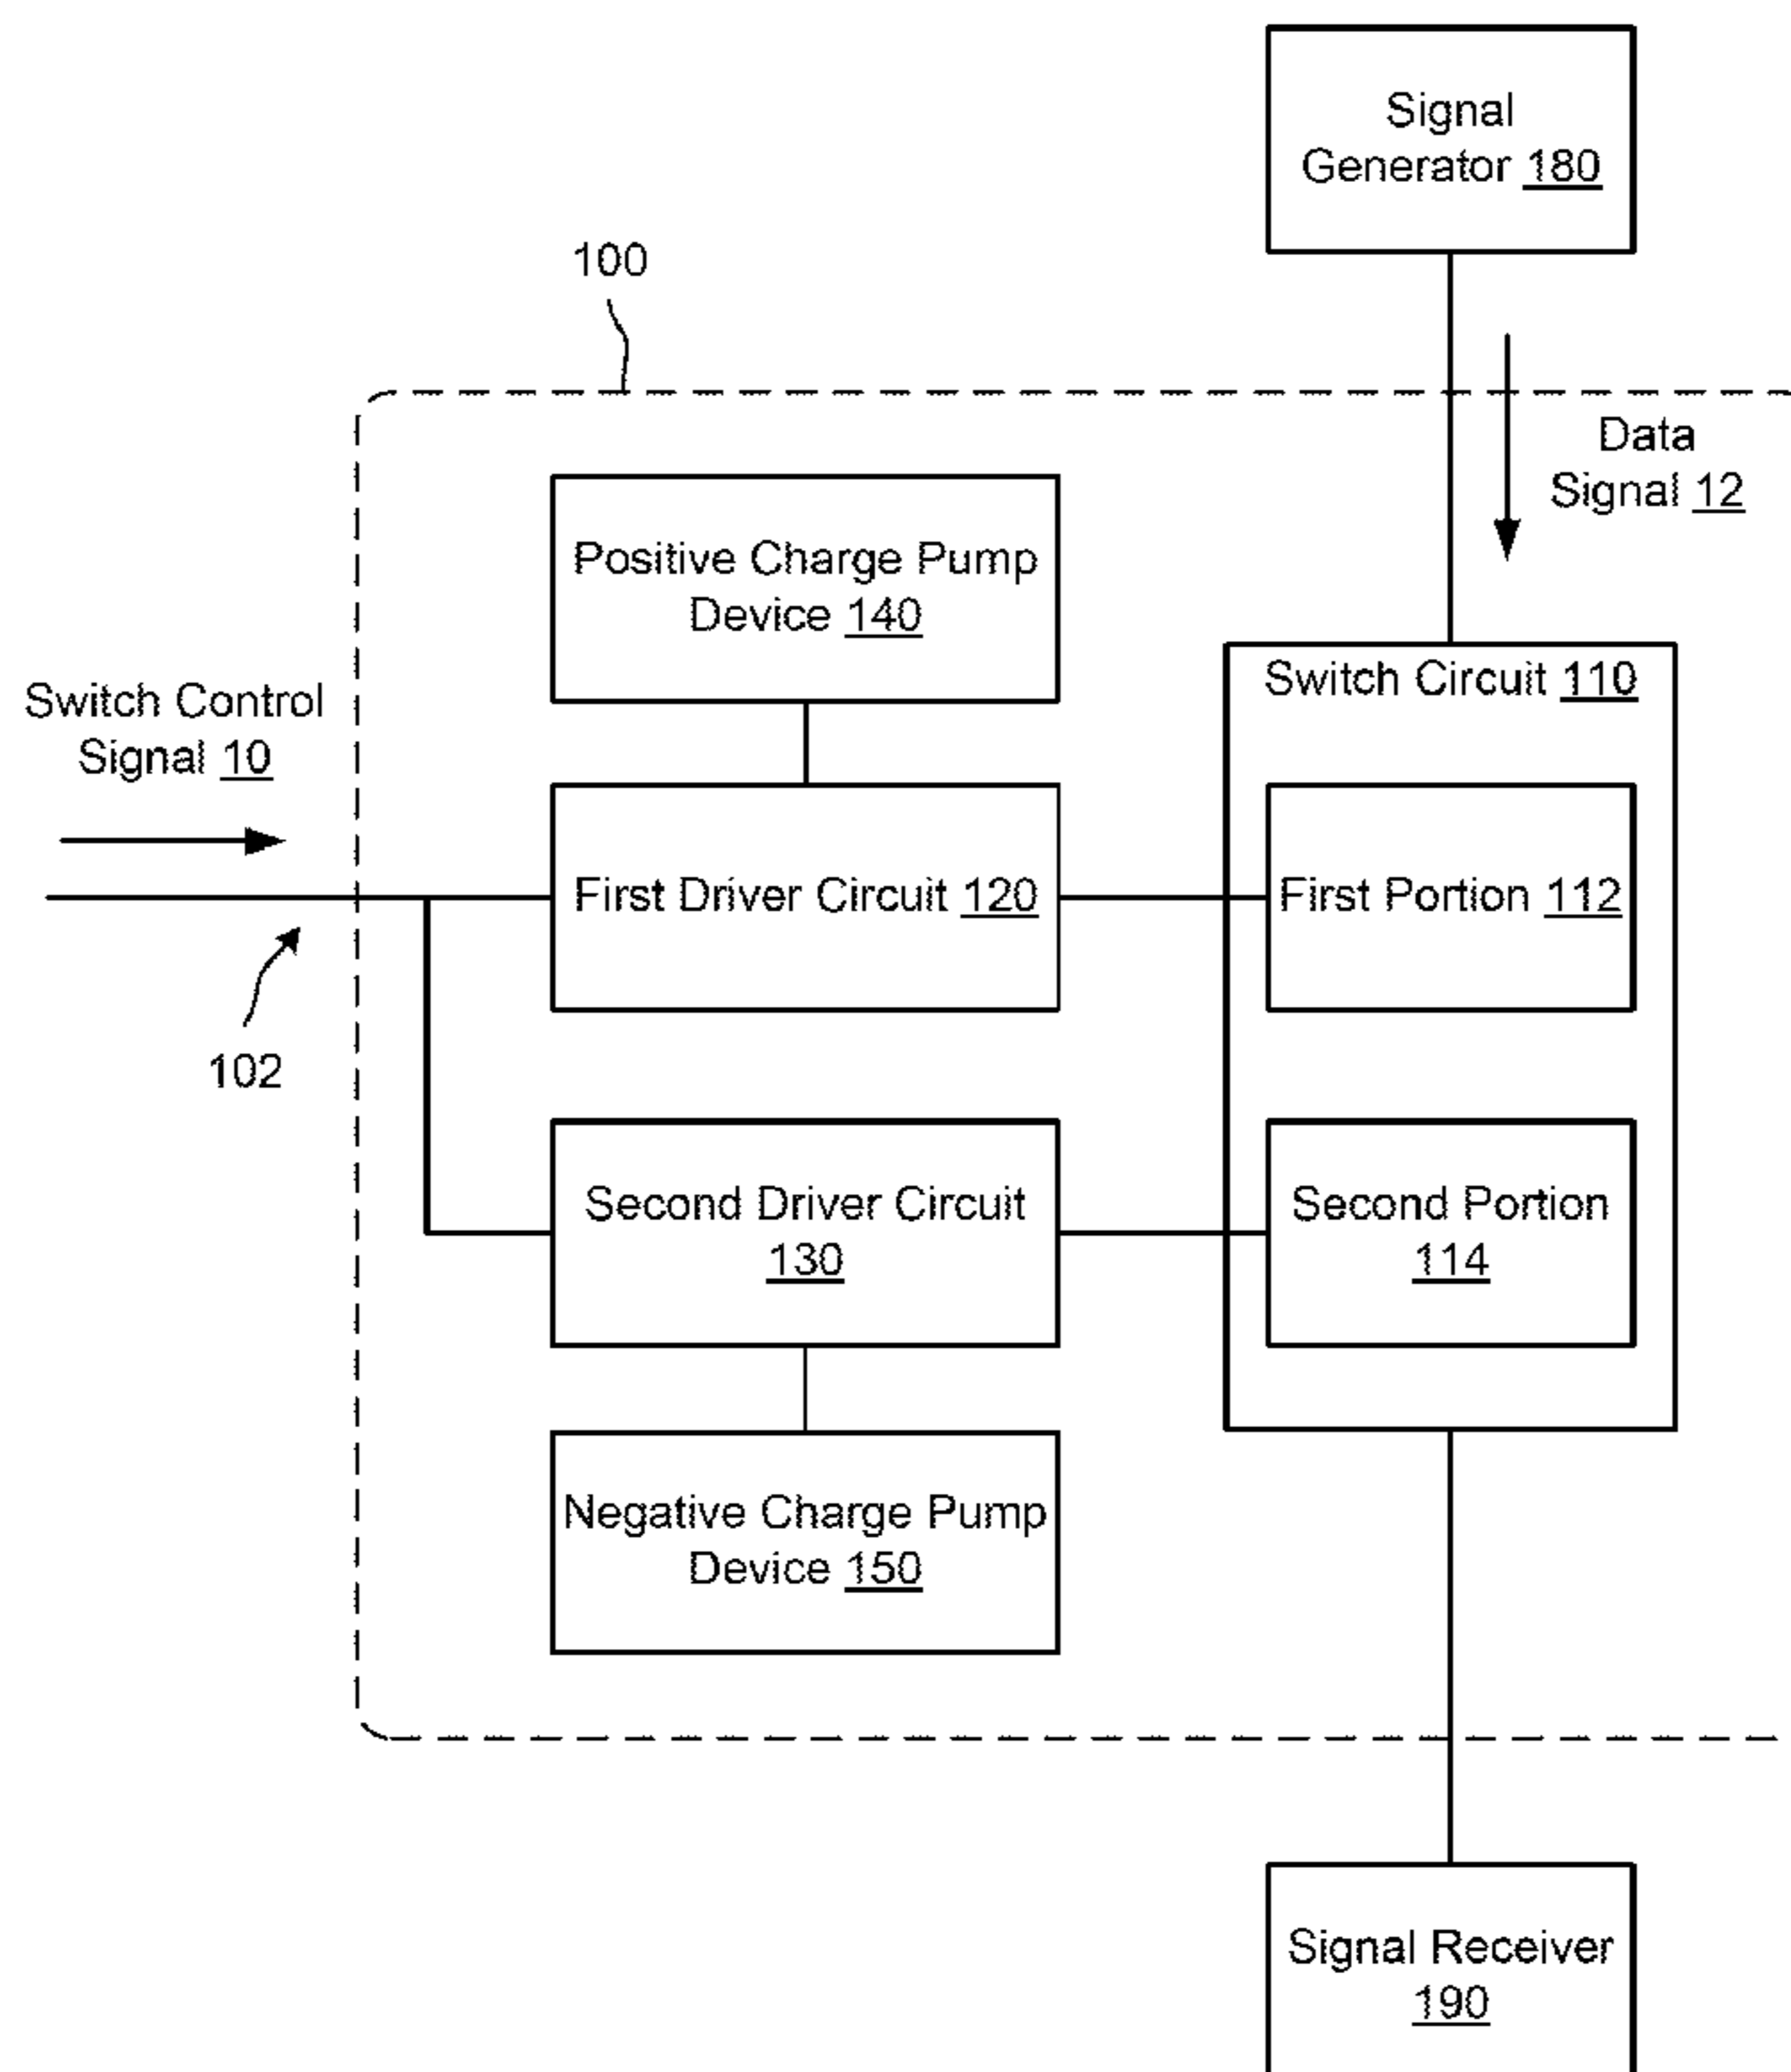 Signal
Generator 180
100
Data
Signal 12
Positive Charge Pump
Device 140
Switch Circuit 110
Switch Control
Signal 10
First Driver Circuit 120
First Portion 112
102
Second Driver Circuit
130
Second Portion
114
Negative Charge Pump
Device 150
Signal Receiver
190